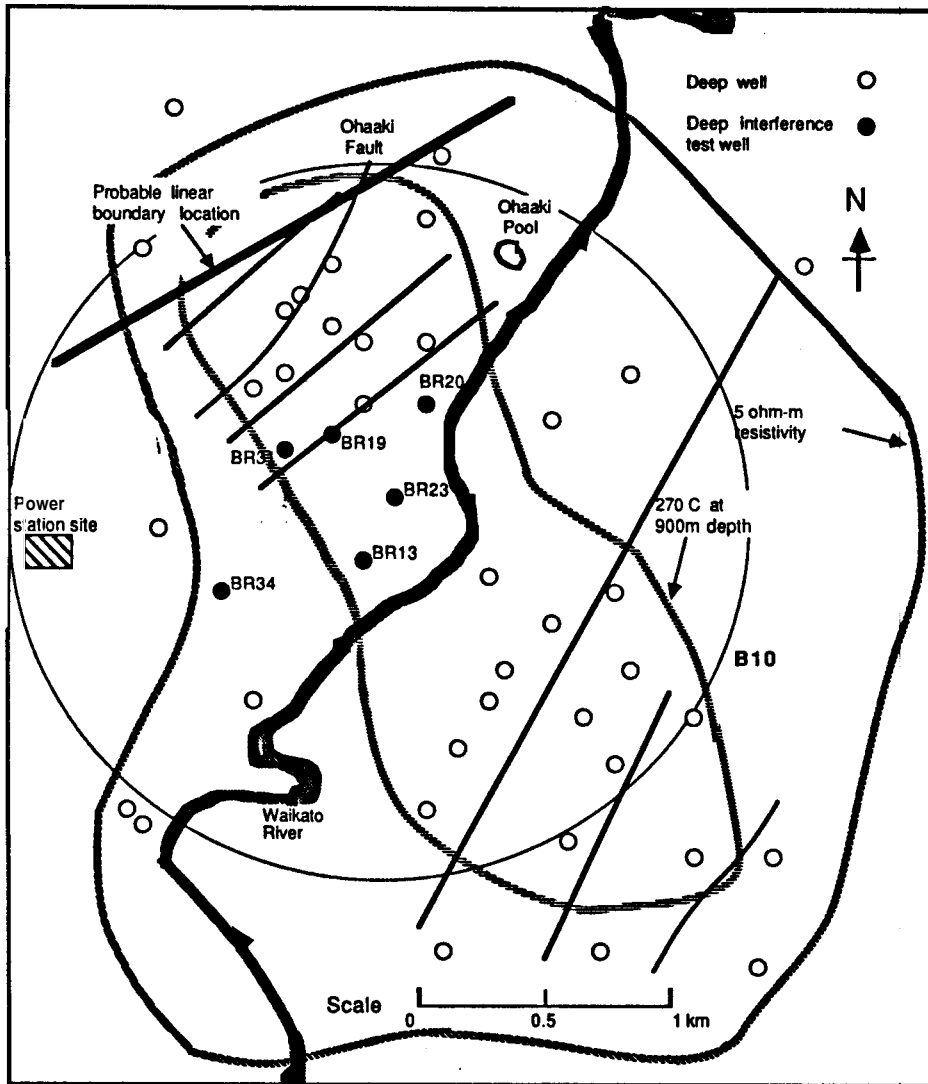 Deep well
Deep interference
test well
Ohaaki
Fault
Probable linear
boundary location
Ohaaki
Pool
N
BR20
BR19
BR3
5 ohm-m
resistivity
BR23
Power
station site
270 C at
900m depth
BR13
BR34
B10
Waikato
River
Scale
0
0.5
1 km